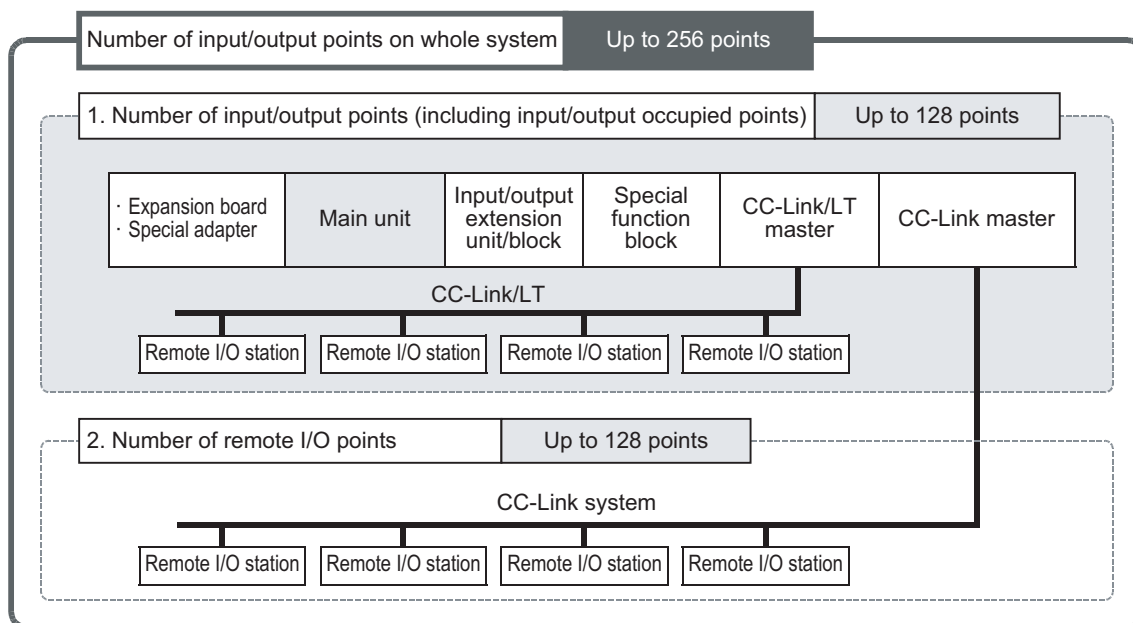 Number of input/output points on whole system
Up to 256 points
1. Number of input/output points (including input/output occupied points)
Up to 128 points
· Expansion board
· Special adapter
Main unit
Input/output
extension
unit/block
Special
function
block
CC-Link/LT
master
CC-Link master
CC-Link/LT
Remote I/O station
Remote I/O station
Remote I/O station
Remote I/O station
2. Number of remote I/O points
Up to 128 points
CC-Link system
Remote I/O station
Remote I/O station
Remote I/O station
Remote I/O station